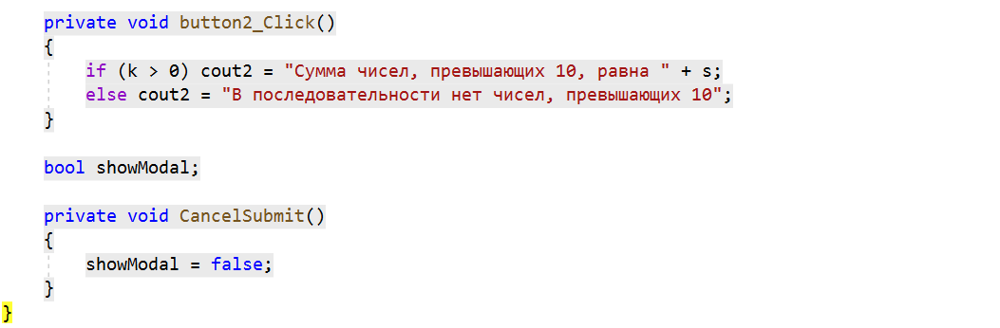 private void button2_Click()
{
if (k > 0) cout2 = "Сумма чисел, превышающих 10, равна " + s;
else cout2 = "В последовательности нет чисел, превышающих 10";
}
bool showModal;
private void CancelSubmit()
{
showModal = false;
}
}